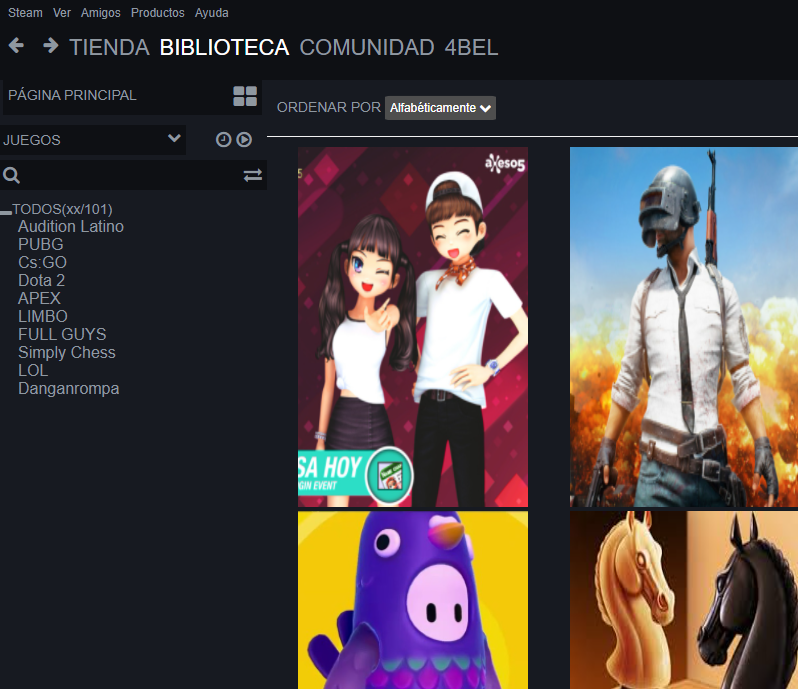 Steam Ver Amigos Productos Ayuda
TIENDA BIBLIOTECA COMUNIDAD 4BEL
PÁGINA PRINCIPAL
ORDENAR POR Alfabéticamente
JUEGOS
TODOS(xx/101)
Audition Latino
PUBG
Cs:GO
Dota 2
APEX
LIMBO
FULL GUYS
Simply Chess
LOL
Danganrompa
axeso5
5
SA HOY
GIN EVENT